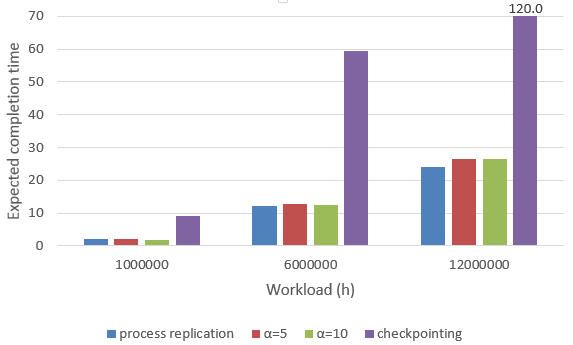 120.0
70
60
50
40
30
20
10
0
Expected completion time
1000000
6000000
12000000
Workload (h)
process replication
α=5
α=10
checkpointing